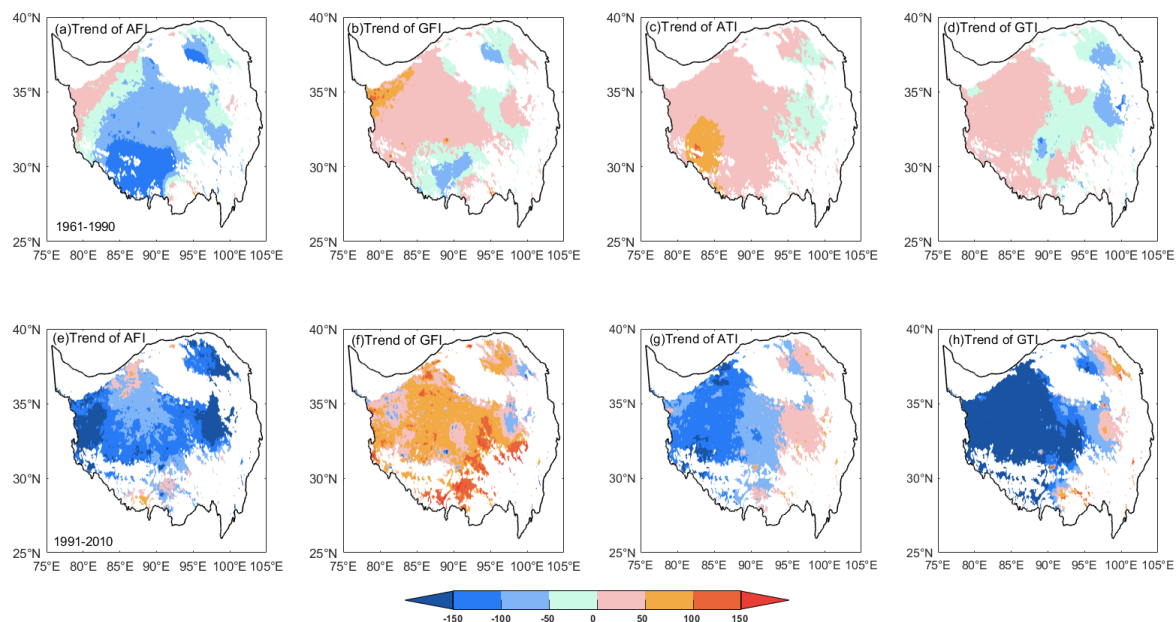 (a)Trend of AFI
(b)Trend of GFI
(c)Trend of ATI
(d)Trend of GTI
40°N
35°N
30°N
25°N
1961-1990
75°E 80°E 85°E 90°E 95°E 100°E 105°E
40°N
35°N
30°N
25°N
75°E 80°E 85°E 90°E 95°E 100°E 105°E
40°N
35°N
30°N
25°N
75°E 80°E 85°E 90°E 95°E 100°E 105°E
40°N
35°N
30°N
25°N
75°E 80°E 85°E 90°E 95°E 100°E 105°E
(e)Trend of AFI
(f)Trend of GFI
(g)Trend of ATI
(h)Trend of GTI
40°N
35°N
30°N
25°N
1991-2010
75°E 80°E 85°E 90°E 95°E 100°E 105°E
40°N
35°N
30°N
25°N
75°E 80°E 85°E 90°E 95°E 100°E 105°E
40°N
35°N
30°N
25°N
75°E 80°E 85°E 90°E 95°E 100°E 105°E
40°N
35°N
30°N
25°N
75°E 80°E 85°E 90°E 95°E 100°E 105°E
-150 -100 -50 0 50 100 150